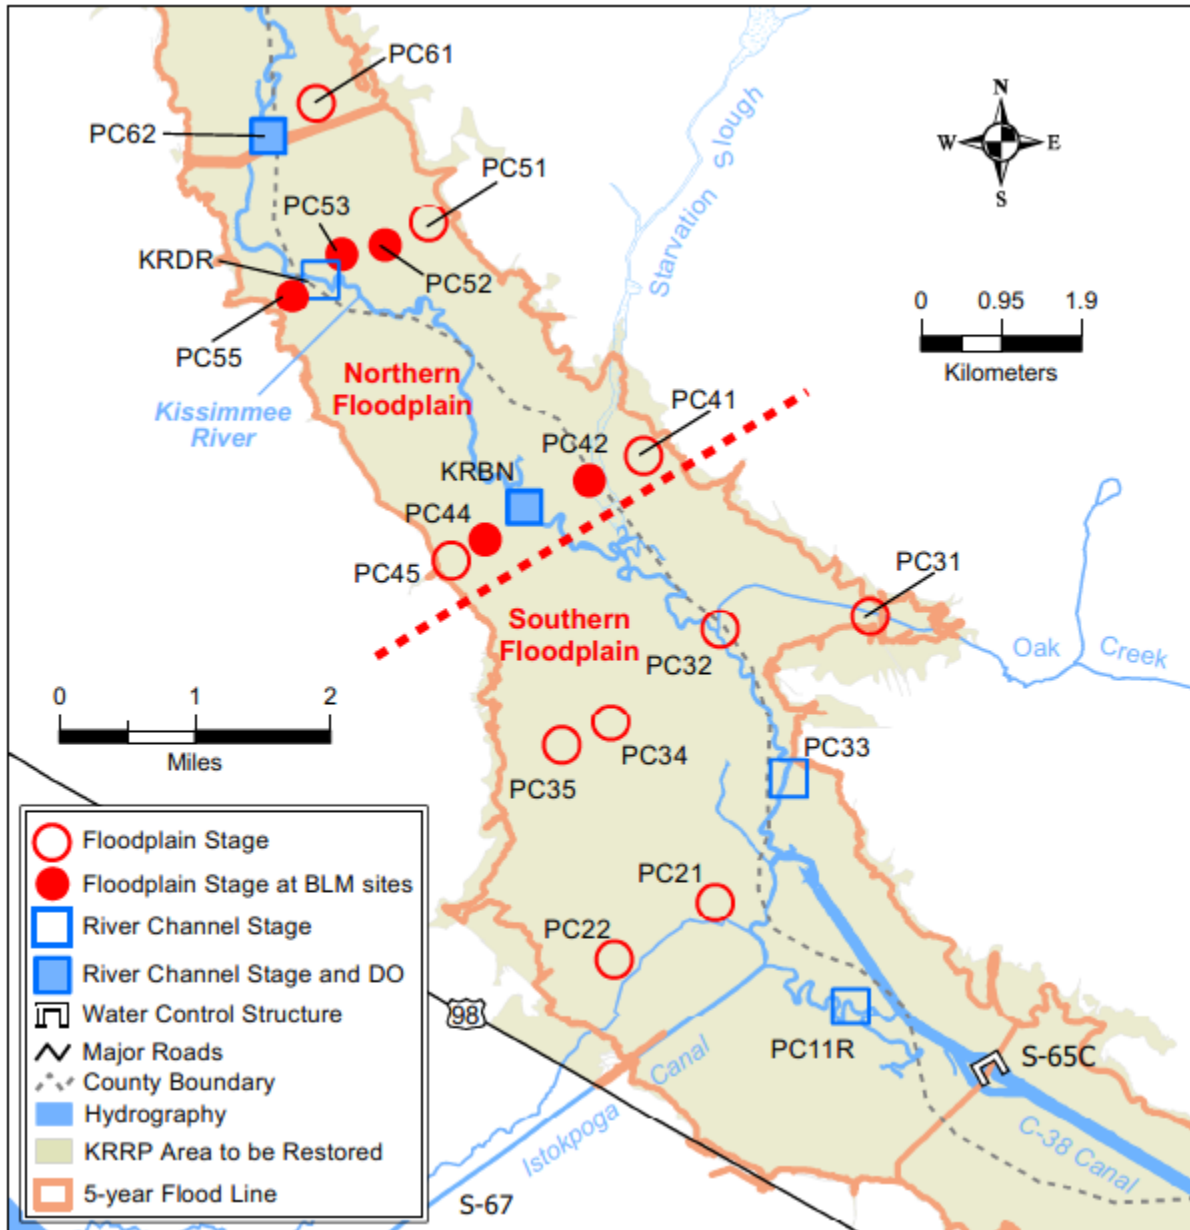 PC61
N
W
E
S
PC62
PC51
Starvation Slough
PC53
KRDR
PC52
0 0.95 1.9
Kilometers
PC55
Northern
Floodplain
Kissimmee
River
PC41
PC42
KRBN
PC44
PC45
PC31
Southern
Floodplain
PC32
Oak Creek
0 1 2
Miles
PC34
PC33
PC35
PC21
PC22
98
PC11R
S-65C
Istokpoga Canal
C-38 Canal
S-67
Floodplain Stage
Floodplain Stage at BLM sites
River Channel Stage
River Channel Stage and DO
Water Control Structure
Major Roads
County Boundary
Hydrography
KRRP Area to be Restored
5-year Flood Line